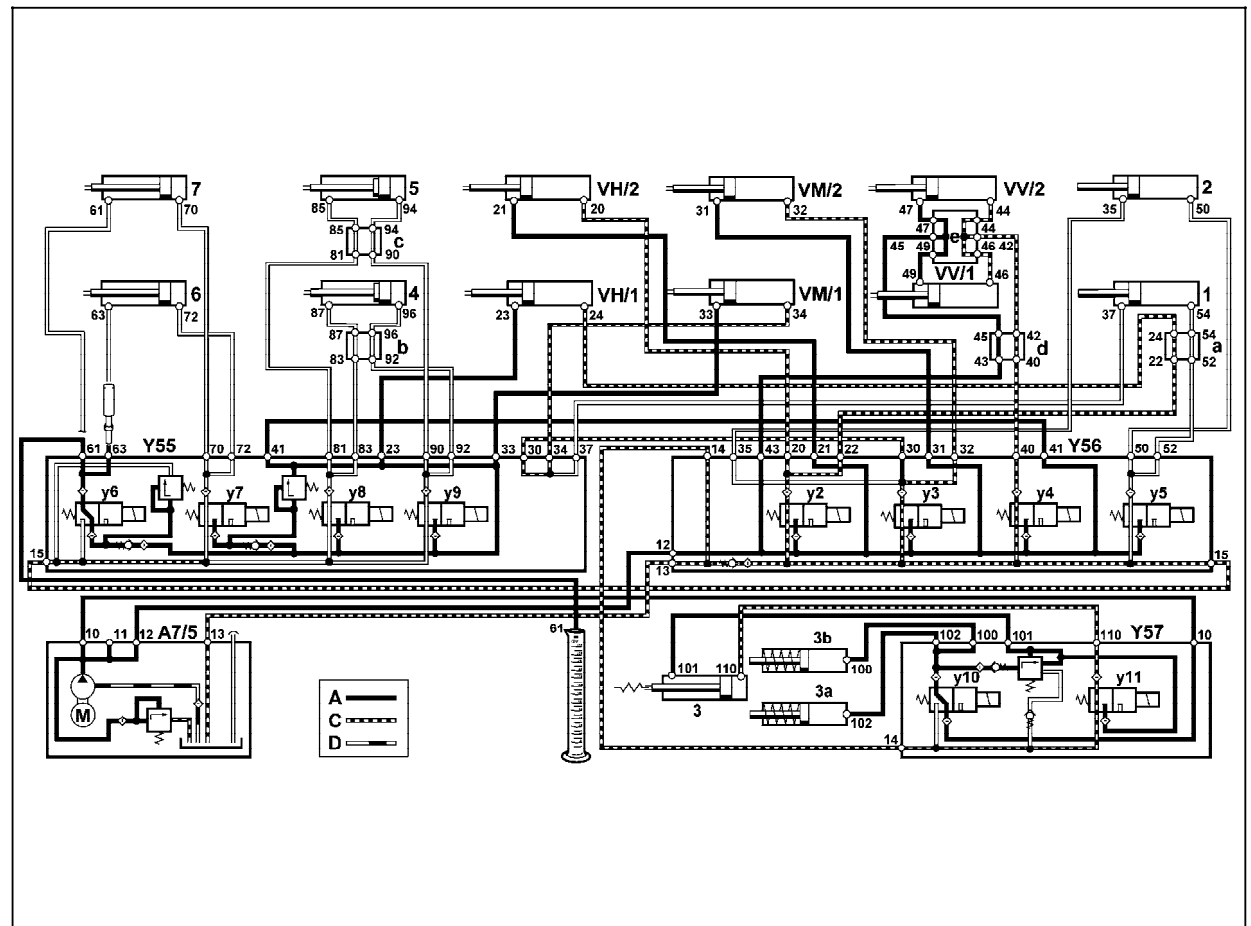 7 5 VH/2 VM/2 VV/2 2
61 70 85 94 21 20 31 32 47 44 35 50
85 94 47 44
c e
81 90 45 49 46 42
VV/1
49 46
6 4 VH/1 VM/1 1
63 72 87 96 23 24 33 34 37 54
87 96 45 42 24 54
b d a
83 92 43 40 22 52
61 63 Y55 70 72 41 81 83 23 90 92 33 30 34 37 14 35 43 20 21 22 30 31 32 40 41 Y56 50 52
y6 y7 y8 y9 y2 y3 y4 y5
15 12 15
13
10 11 12 A7/5 13 61 102 100 101 110 Y57 10
3b
101 110 100
y10 y11
3a
3 102
M
A
C
D
14